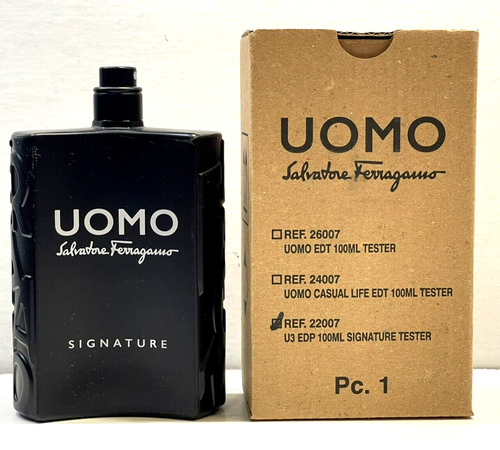 UOMO
Salvatore Ferragamo
SIGNATURE
UOMO
Salvatore Ferragamo
REF. 26007
UOMO EDT 100ML TESTER
REF. 24007
UOMO CASUAL LIFE EDT 100ML TESTER
REF. 22007
U3 EDP 100ML SIGNATURE TESTER
Pc. 1